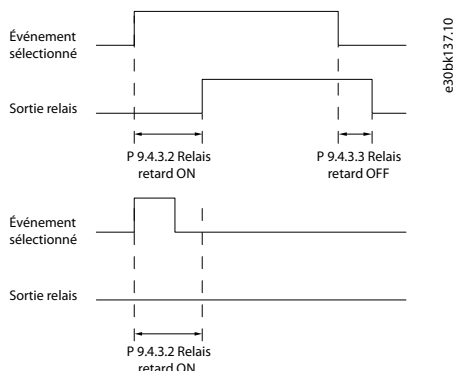 Événement
sélectionné
Sortie relais
P 9.4.3.2 Relais
retard ON
P 9.4.3.3 Relais
retard OFF
e30bk137.10
Événement
sélectionné
Sortie relais
P 9.4.3.2 Relais
retard ON